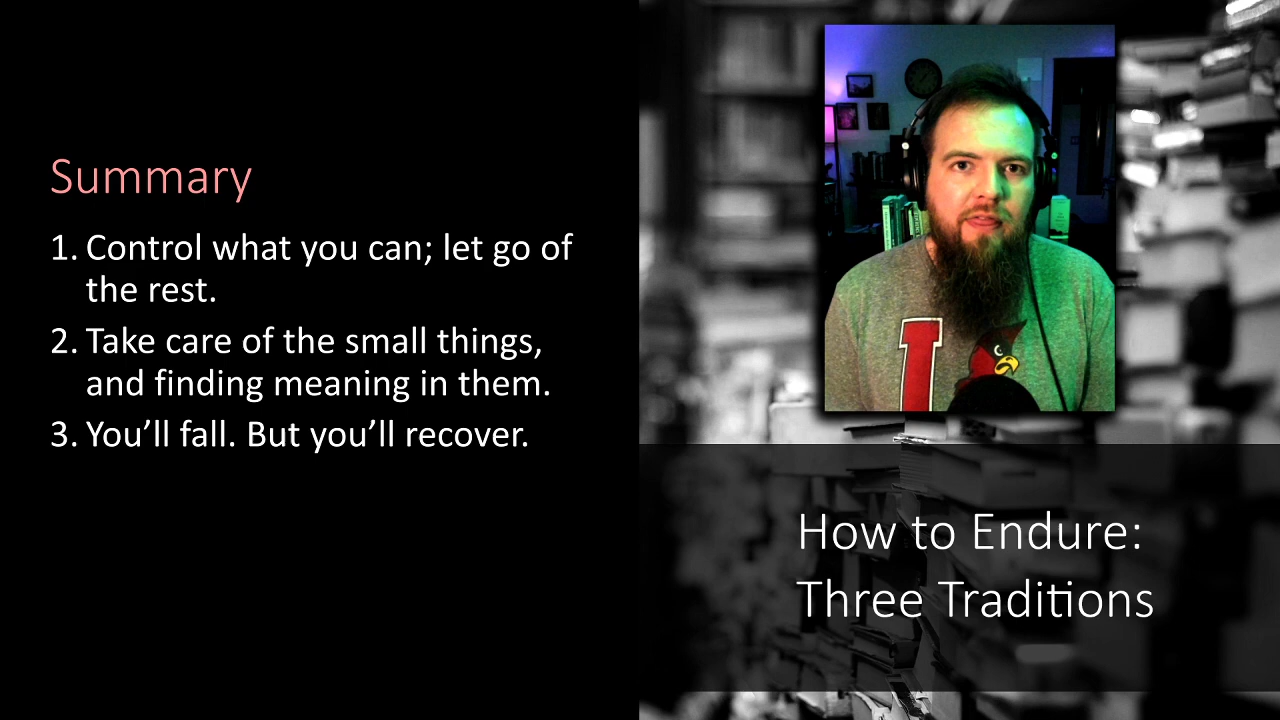 Summary
1. Control what you can; let go of
the rest.
2. Take care of the small things,
and finding meaning in them.
3. You’ll fall. But you’ll recover.
How to Endure:
Three Traditions